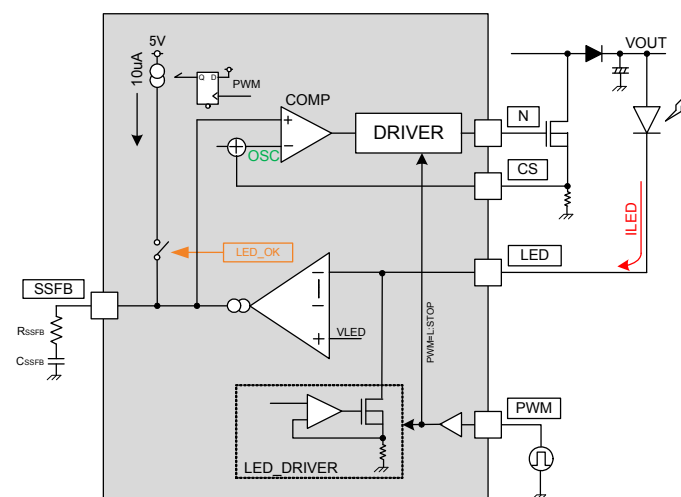 5V
10uA
Q D
PWM
COMP
VOUT
DRIVER
N
OSC
CS
ILED
LED_OK
LED
SSFB
RSSFB
CSSFB
VLED
PWM=L:STOP
PWM
LED_DRIVER